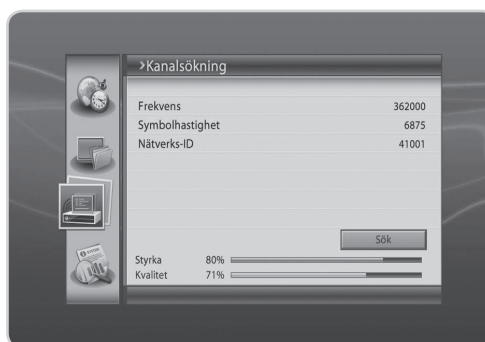 >Kanalsökning
Frekvens 362000
Symbolhastighet 6875
Nätverks-ID 41001
Sök
Styrka 80%
Kvalitet 71%